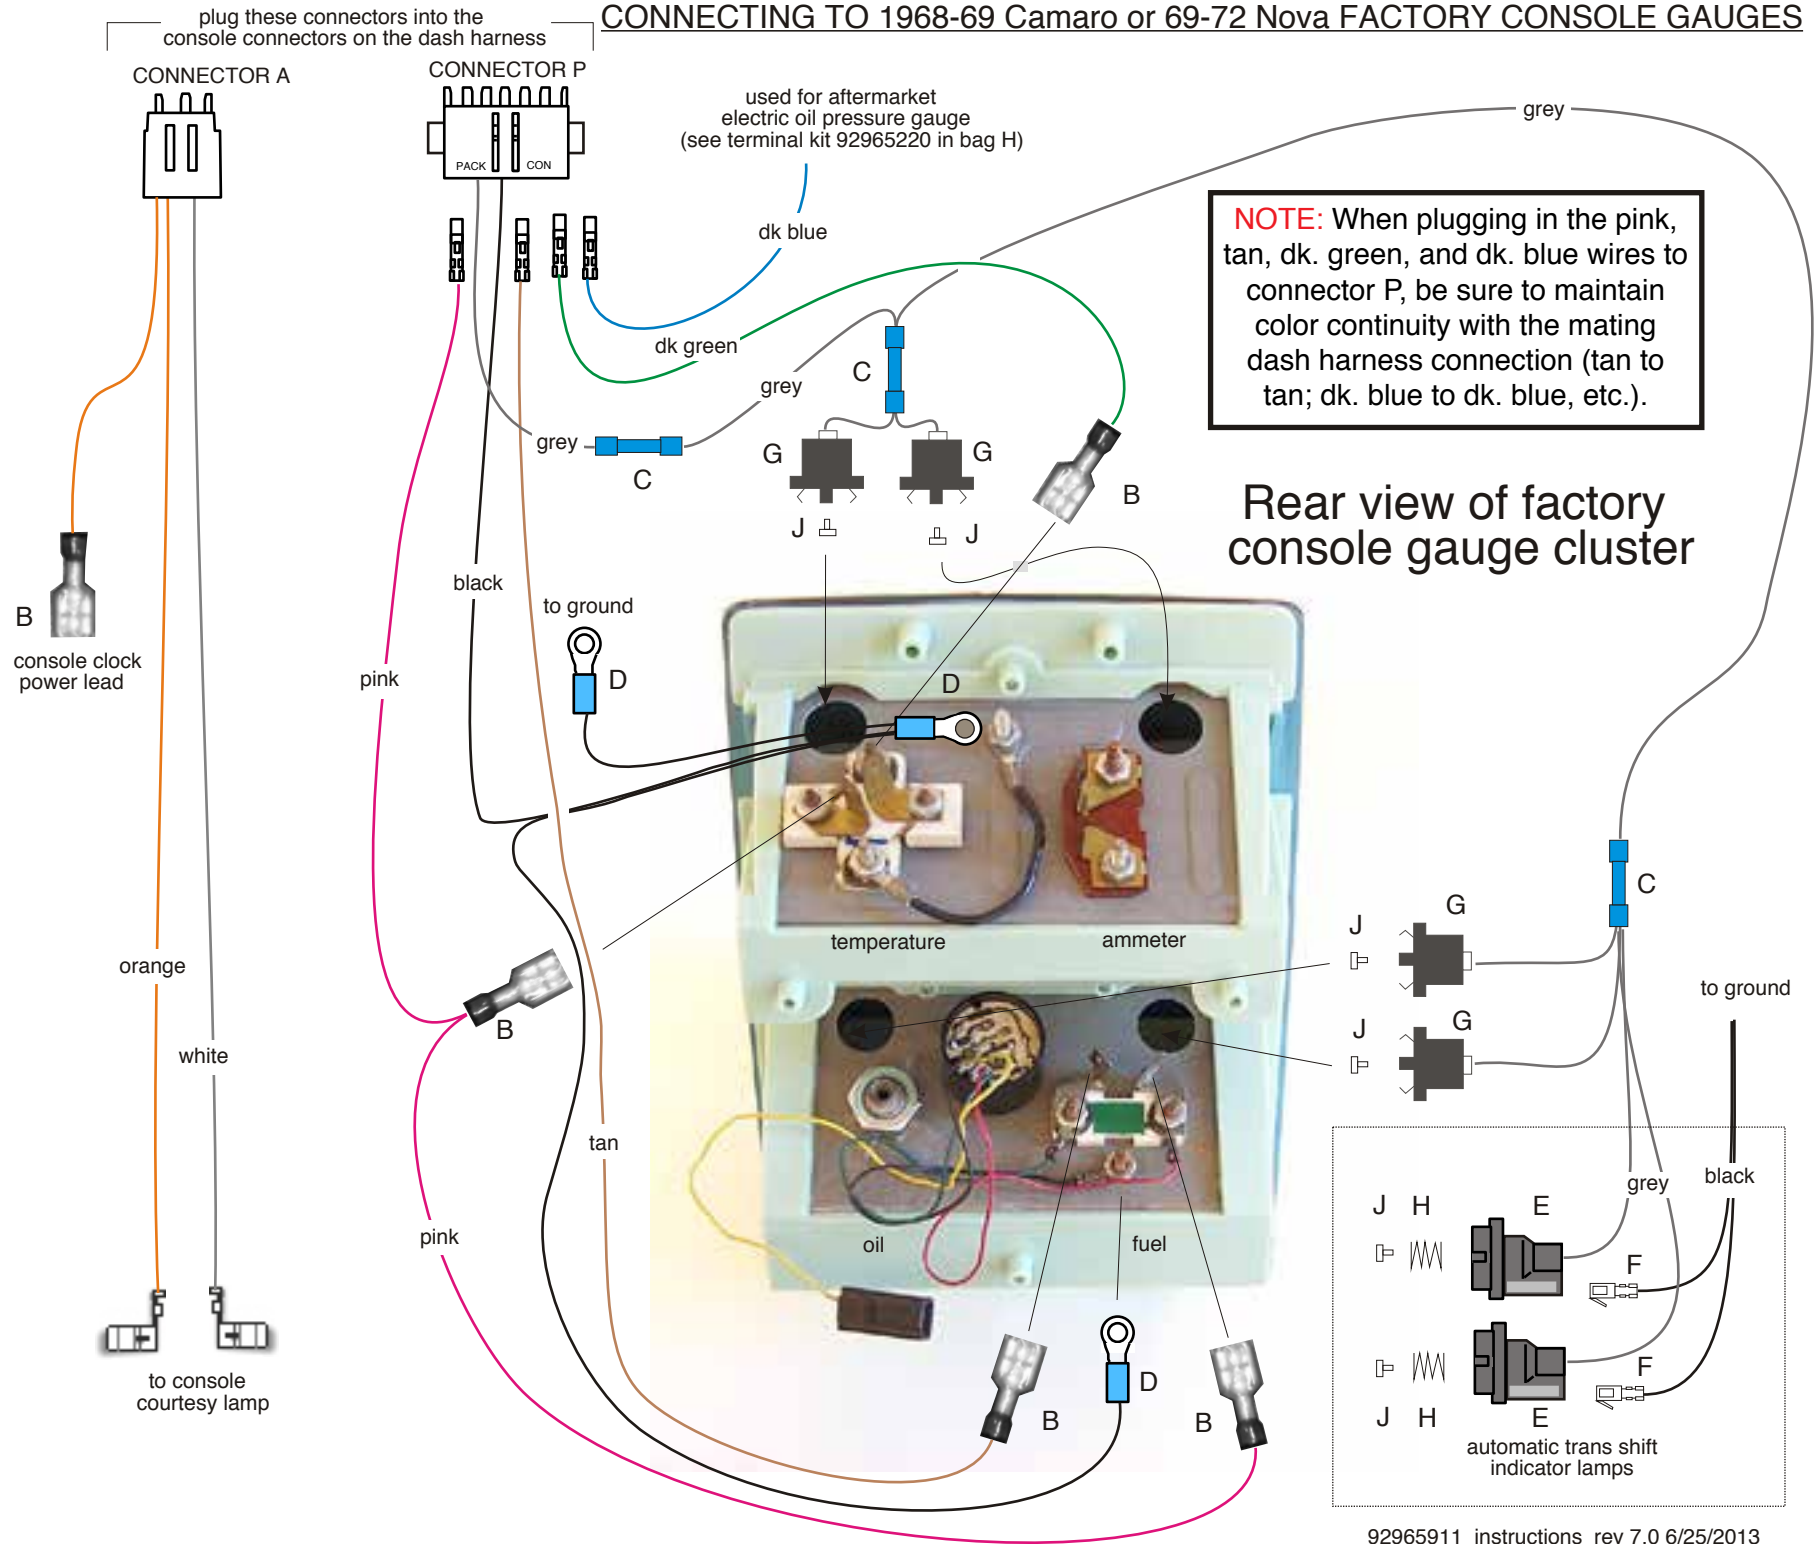 CONNECTING TO 1968-69 Camaro or 69-72 Nova FACTORY CONSOLE GAUGES
plug these connectors into the
console connectors on the dash harness
CONNECTOR A
CONNECTOR P
PACK
CON
used for aftermarket
electric oil pressure gauge
(see terminal kit 92965220 in bag H)
grey
dk blue
NOTE: When plugging in the pink,
tan, dk. green, and dk. blue wires to
connector P, be sure to maintain
color continuity with the mating
dash harness connection (tan to
tan; dk. blue to dk. blue, etc.).
dk green
C
grey
grey
C
G
G
B
J
J
Rear view of factory
console gauge cluster
black
B
console clock
power lead
to ground
D
pink
D
C
temperature
ammeter
J
G
orange
to ground
B
J
G
white
tan
grey
black
pink
oil
fuel
J
H
E
F
D
B
B
F
J
H
E
to console
courtesy lamp
automatic trans shift
indicator lamps
92965911 instructions rev 7.0 6/25/2013